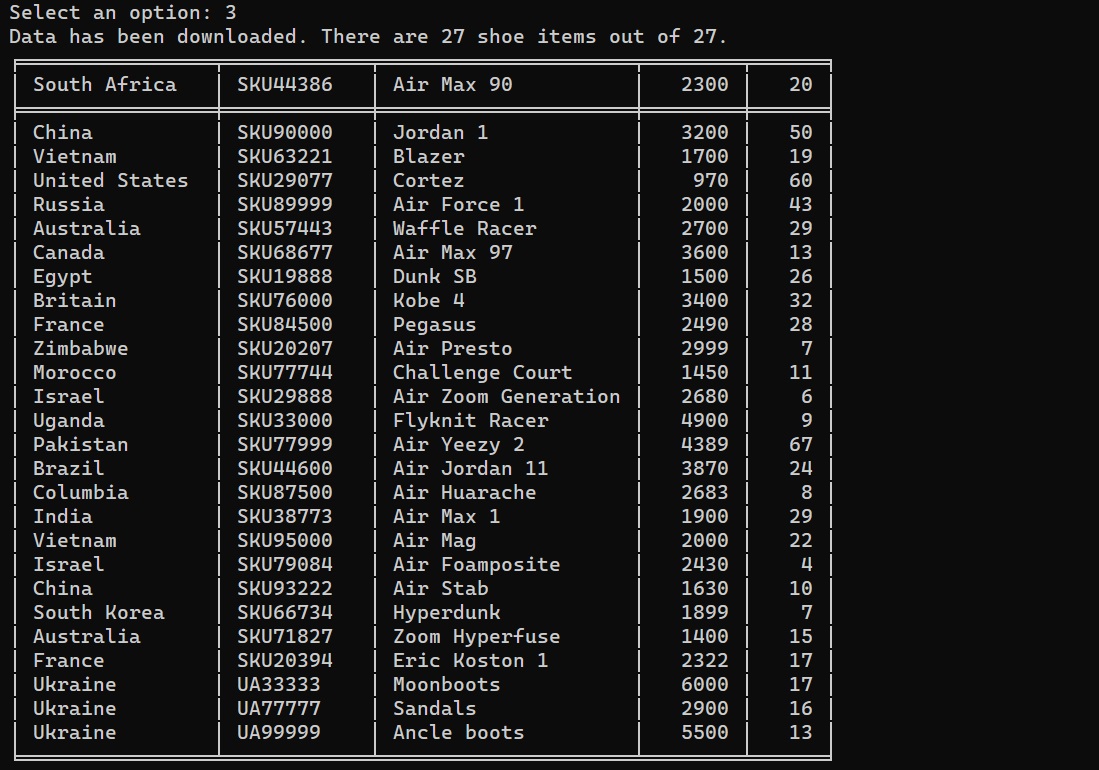 Select an option: 3
Data has been downloaded. There are 27 shoe items out of 27.
South Africa SKU44386 Air Max 90 2300 20
China SKU90000 Jordan 1 3200 50
Vietnam SKU63221 Blazer 1700 19
United States SKU29077 Cortez 970 60
Russia SKU89999 Air Force 1 2000 43
Australia SKU57443 Waffle Racer 2700 29
Canada SKU68677 Air Max 97 3600 13
Egypt SKU19888 Dunk SB 1500 26
Britain SKU76000 Kobe 4 3400 32
France SKU84500 Pegasus 2490 28
Zimbabwe SKU20207 Air Presto 2999 7
Morocco SKU77744 Challenge Court 1450 11
Israel SKU29888 Air Zoom Generation 2680 6
Uganda SKU33000 Flyknit Racer 4900 9
Pakistan SKU77999 Air Yeezy 2 4389 67
Brazil SKU44600 Air Jordan 11 3870 24
Columbia SKU87500 Air Huarache 2683 8
India SKU38773 Air Max 1 1900 29
Vietnam SKU95000 Air Mag 2000 22
Israel SKU79084 Air Foamposite 2430 4
China SKU93222 Air Stab 1630 10
South Korea SKU66734 Hyperdunk 1899 7
Australia SKU71827 Zoom Hyperfuse 1400 15
France SKU20394 Eric Koston 1 2322 17
Ukraine UA33333 Moonboots 6000 17
Ukraine UA77777 Sandals 2900 16
Ukraine UA99999 Ancle boots 5500 13